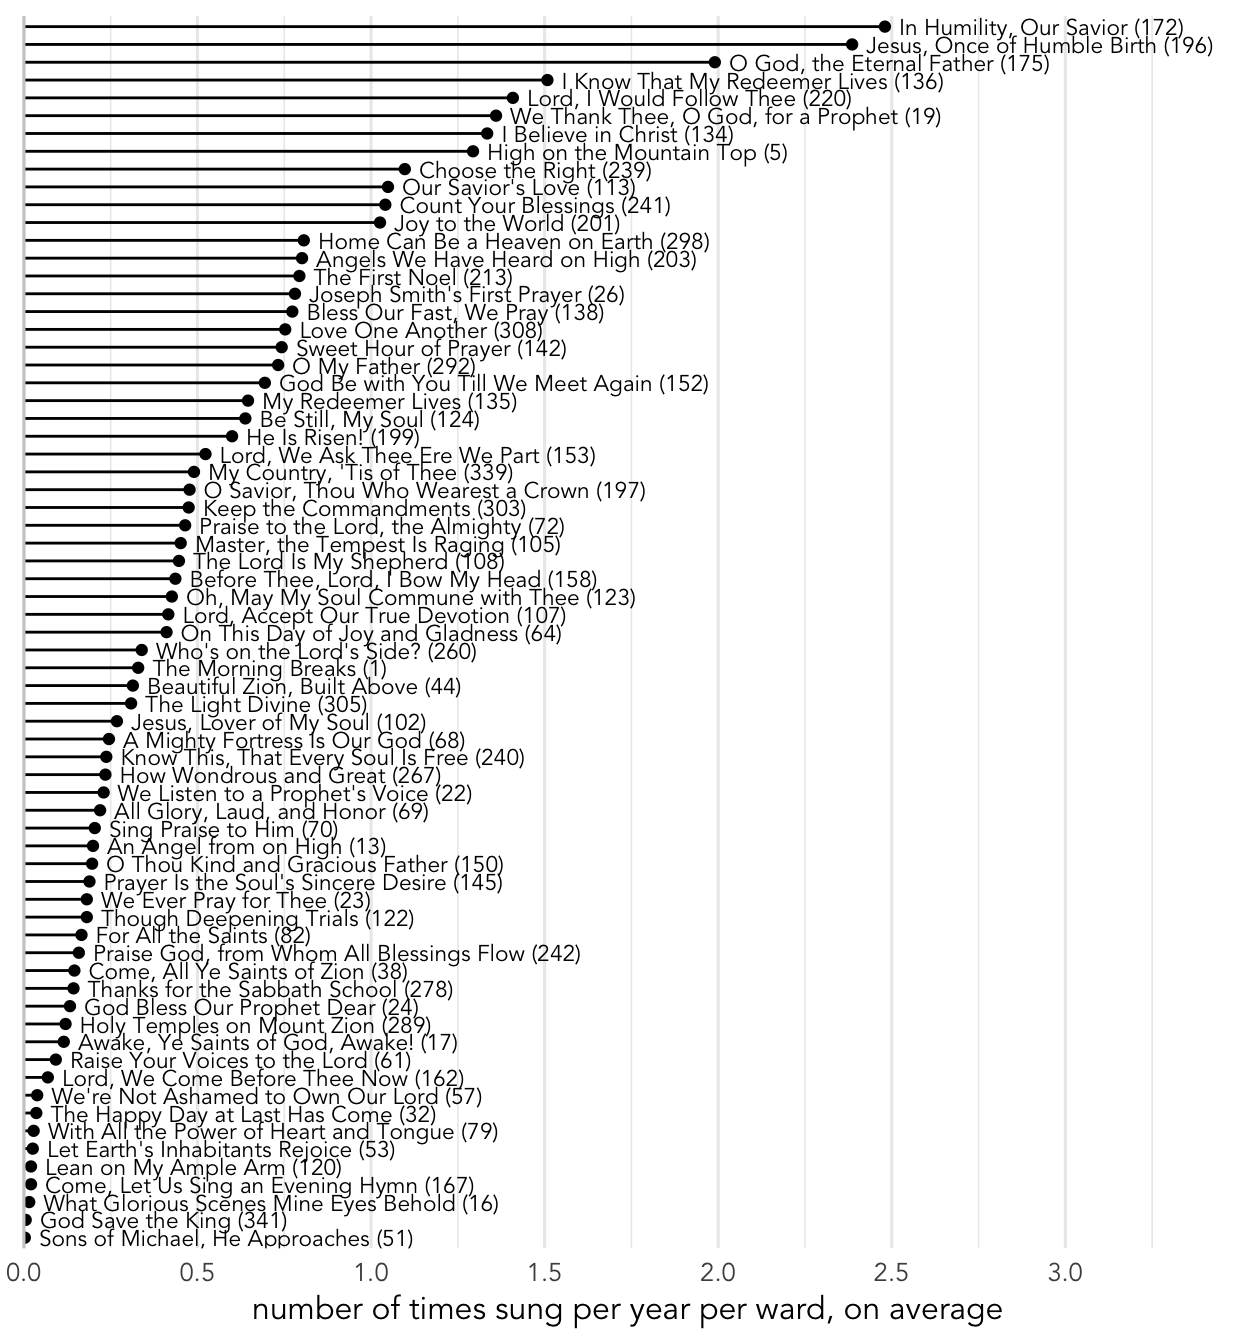 In Humility, Our Savior (172)
Jesus, Once of Humble Birth (196)
O God, the Eternal Father (175)
I Know That My Redeemer Lives (136)
Lord, I Would Follow Thee (220)
We Thank Thee, O God, for a Prophet (19)
I Believe in Christ (134)
High on the Mountain Top (5)
Choose the Right (239)
Our Savior's Love (113)
Count Your Blessings (241)
Joy to the World (201)
Home Can Be a Heaven on Earth (298)
Angels We Have Heard on High (203)
The First Noel (213)
Joseph Smith's First Prayer (26)
Bless Our Fast, We Pray (138)
Love One Another (308)
Sweet Hour of Prayer (142)
O My Father (292)
God Be with You Till We Meet Again (152)
My Redeemer Lives (135)
Be Still, My Soul (124)
He Is Risen! (199)
Lord, We Ask Thee Ere We Part (153)
My Country, 'Tis of Thee (339)
O Savior, Thou Who Wearest a Crown (197)
Keep the Commandments (303)
Praise to the Lord, the Almighty (72)
Master, the Tempest Is Raging (105)
The Lord Is My Shepherd (108)
Before Thee, Lord, I Bow My Head (158)
Oh, May My Soul Commune with Thee (123)
Lord, Accept Our True Devotion (107)
On This Day of Joy and Gladness (64)
Who's on the Lord's Side? (260)
The Morning Breaks (1)
Beautiful Zion, Built Above (44)
The Light Divine (305)
Jesus, Lover of My Soul (102)
A Mighty Fortress Is Our God (68)
Know This, That Every Soul Is Free (240)
How Wondrous and Great (267)
We Listen to a Prophet's Voice (22)
All Glory, Laud, and Honor (69)
Sing Praise to Him (70)
An Angel from on High (13)
O Thou Kind and Gracious Father (150)
Prayer Is the Soul's Sincere Desire (145)
We Ever Pray for Thee (23)
Though Deepening Trials (122)
For All the Saints (82)
Praise God, from Whom All Blessings Flow (242)
Come, All Ye Saints of Zion (38)
Thanks for the Sabbath School (278)
God Bless Our Prophet Dear (24)
Holy Temples on Mount Zion (289)
Awake, Ye Saints of God, Awake! (17)
Raise Your Voices to the Lord (61)
Lord, We Come Before Thee Now (162)
We're Not Ashamed to Own Our Lord (57)
The Happy Day at Last Has Come (32)
With All the Power of Heart and Tongue (79)
Let Earth's Inhabitants Rejoice (53)
Lean on My Ample Arm (120)
Come, Let Us Sing an Evening Hymn (167)
What Glorious Scenes Mine Eyes Behold (16)
God Save the King (341)
Sons of Michael, He Approaches (51)
0.0 0.5 1.0 1.5 2.0 2.5 3.0
number of times sung per year per ward, on average